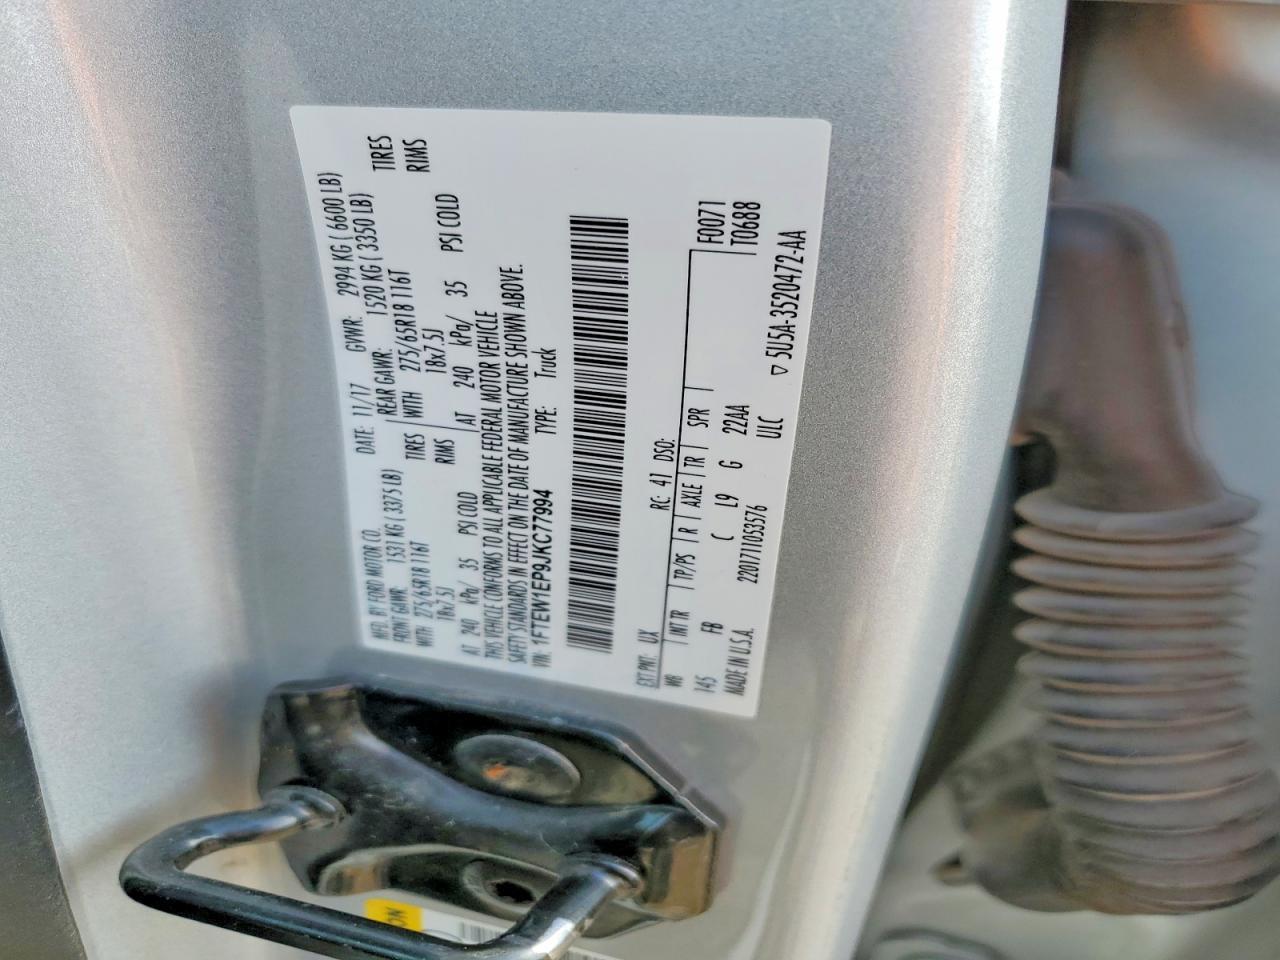 MFD. BY FORD MOTOR CO. DATE: 11/17 GVWR: 2994 KG ( 6600 LB)
FRONT GAWR: 1531 KG ( 3375 LB) REAR GAWR: 1520 KG ( 3350 LB)
WITH 275/65R18 116T TIRES WITH 275/65R18 116T TIRES
18x7.5J RIMS 18x7.5J RIMS
AT 240 kPa/ 35 PSI COLD AT 240 kPa/ 35 PSI COLD
THIS VEHICLE CONFORMS TO ALL APPLICABLE FEDERAL MOTOR VEHICLE
SAFETY STANDARDS IN EFFECT ON THE DATE OF MANUFACTURE SHOWN ABOVE.
VIN: 1FTEW1EP9JKC77994 TYPE: Truck
EXT PNT: UX RC: 41 DSO:
WB INT TR TP/PS R AXLE TR SPR F0071
145 FB C L9 G 22AA T0688
MADE IN U.S.A. 2201711053576 ULC
▽ 5U5A-3520472-AA